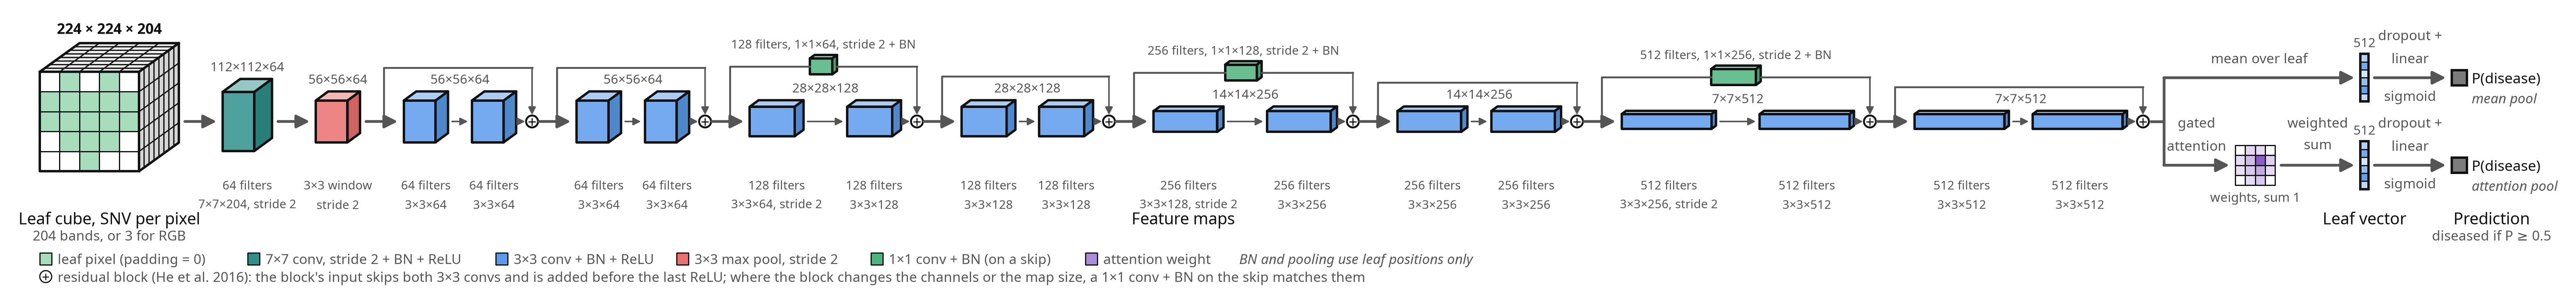 224 × 224 × 204
112×112×64
56×56×64
56×56×64
56×56×64
128 filters, 1×1×64, stride 2 + BN
28×28×128
28×28×128
256 filters, 1×1×128, stride 2 + BN
14×14×256
14×14×256
512 filters, 1×1×256, stride 2 + BN
7×7×512
7×7×512
mean over leaf
512
dropout +
linear
sigmoid
P(disease)
mean pool
gated
attention
weights, sum 1
weighted
sum
512
dropout +
linear
sigmoid
P(disease)
attention pool
64 filters
7×7×204, stride 2
3×3 window
stride 2
64 filters
3×3×64
64 filters
3×3×64
64 filters
3×3×64
64 filters
3×3×64
128 filters
3×3×64, stride 2
128 filters
3×3×128
128 filters
3×3×128
128 filters
3×3×128
256 filters
3×3×128, stride 2
256 filters
3×3×256
256 filters
3×3×256
256 filters
3×3×256
512 filters
3×3×256, stride 2
512 filters
3×3×512
512 filters
3×3×512
512 filters
3×3×512
Leaf cube, SNV per pixel
204 bands, or 3 for RGB
Feature maps
Leaf vector
Prediction
diseased if P ≥ 0.5
leaf pixel (padding = 0)
7×7 conv, stride 2 + BN + ReLU
3×3 conv + BN + ReLU
3×3 max pool, stride 2
1×1 conv + BN (on a skip)
attention weight
BN and pooling use leaf positions only
residual block (He et al. 2016): the block's input skips both 3×3 convs and is added before the last ReLU; where the block changes the channels or the map size, a 1×1 conv + BN on the skip matches them